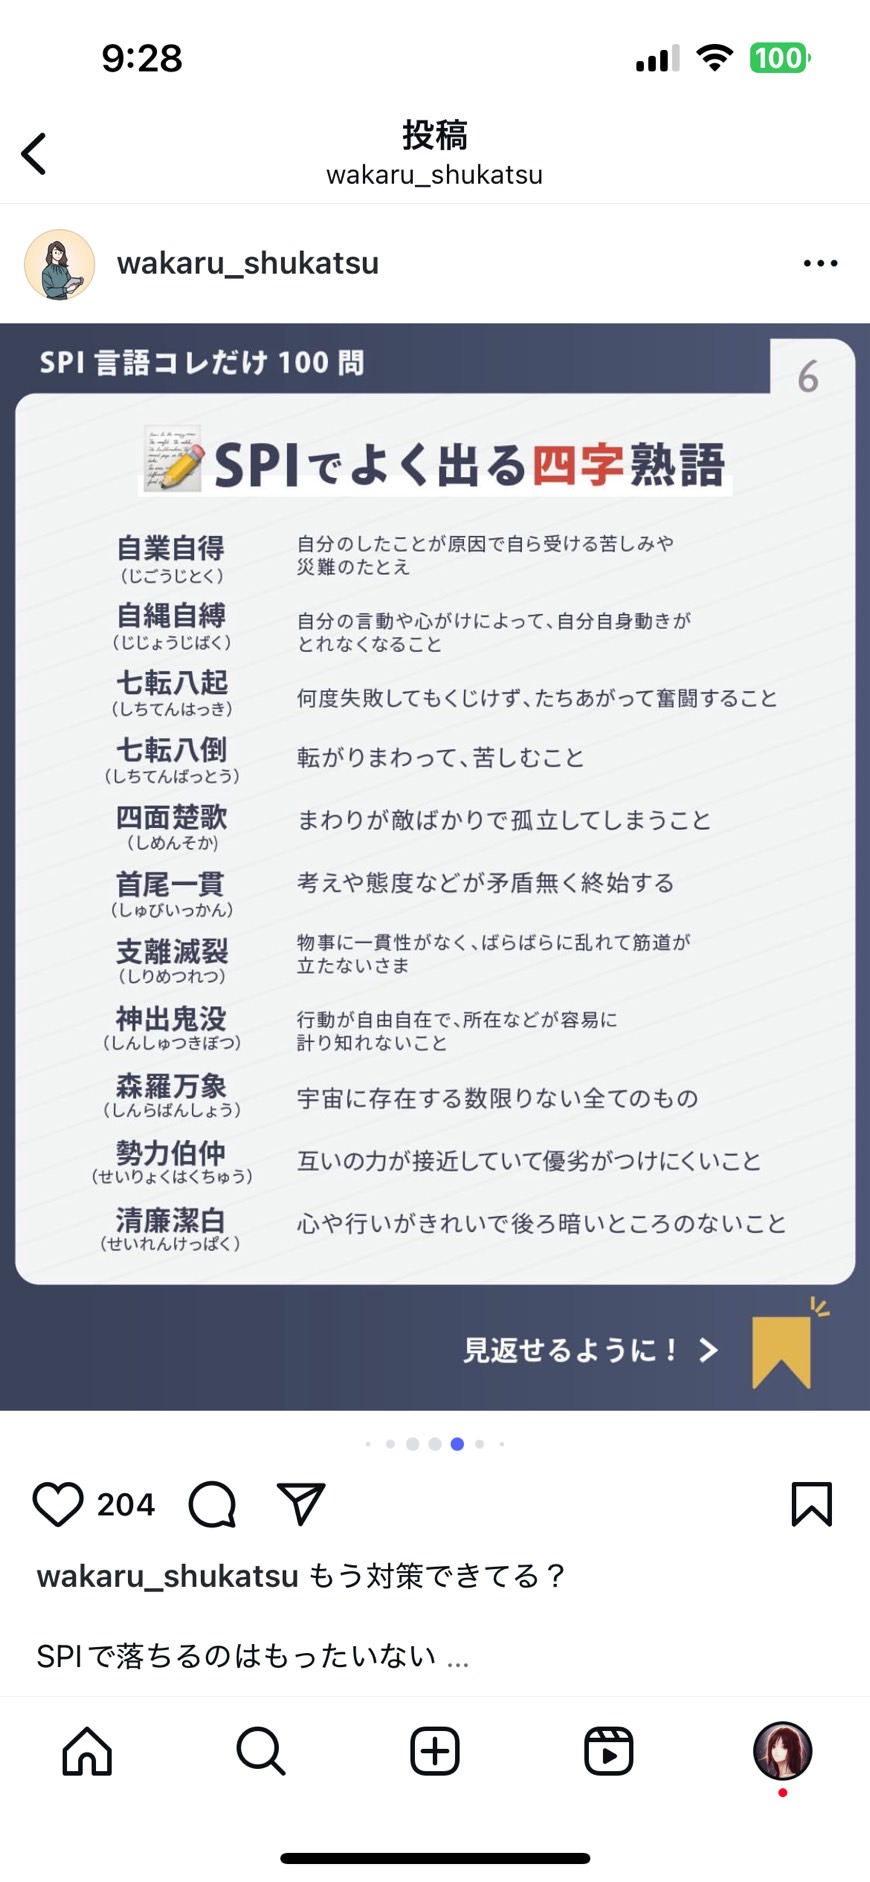 9:28
100
投稿
wakaru_shukatsu
wakaru_shukatsu
SPI 言語コレだけ 100 問
6
SPIでよく出る四字熟語
自業自得
(じごうじとく)
自分のしたことが原因で自ら受ける苦しみや
災難のたとえ
自縄自縛
(じじょうじばく)
自分の言動や心がけによって、自分自身動きが
とれなくなること
七転八起
(しちてんはっき)
何度失敗してもくじけず、たちあがって奮闘すること
七転八倒
(しちてんばっとう)
転がりまわって、苦しむこと
四面楚歌
(しめんそか)
まわりが敵ばかりで孤立してしまうこと
首尾一貫
(しゅびいっかん)
考えや態度などが矛盾無く終始する
支離滅裂
(しりめつれつ)
物事に一貫性がなく、ばらばらに乱れて筋道が
立たないさま
神出鬼没
(しんしゅつきぼつ)
行動が自由自在で、所在などが容易に
計り知れないこと
森羅万象
(しんらばんしょう)
宇宙に存在する数限りない全てのもの
勢力伯仲
(せいりょくはくちゅう)
互いの力が接近していて優劣がつけにくいこと
清廉潔白
(せいれんけっぱく)
心や行いがきれいで後ろ暗いところのないこと
見返せるように!
204
wakaru_shukatsu もう対策できてる？
SPIで落ちるのはもったいない ...